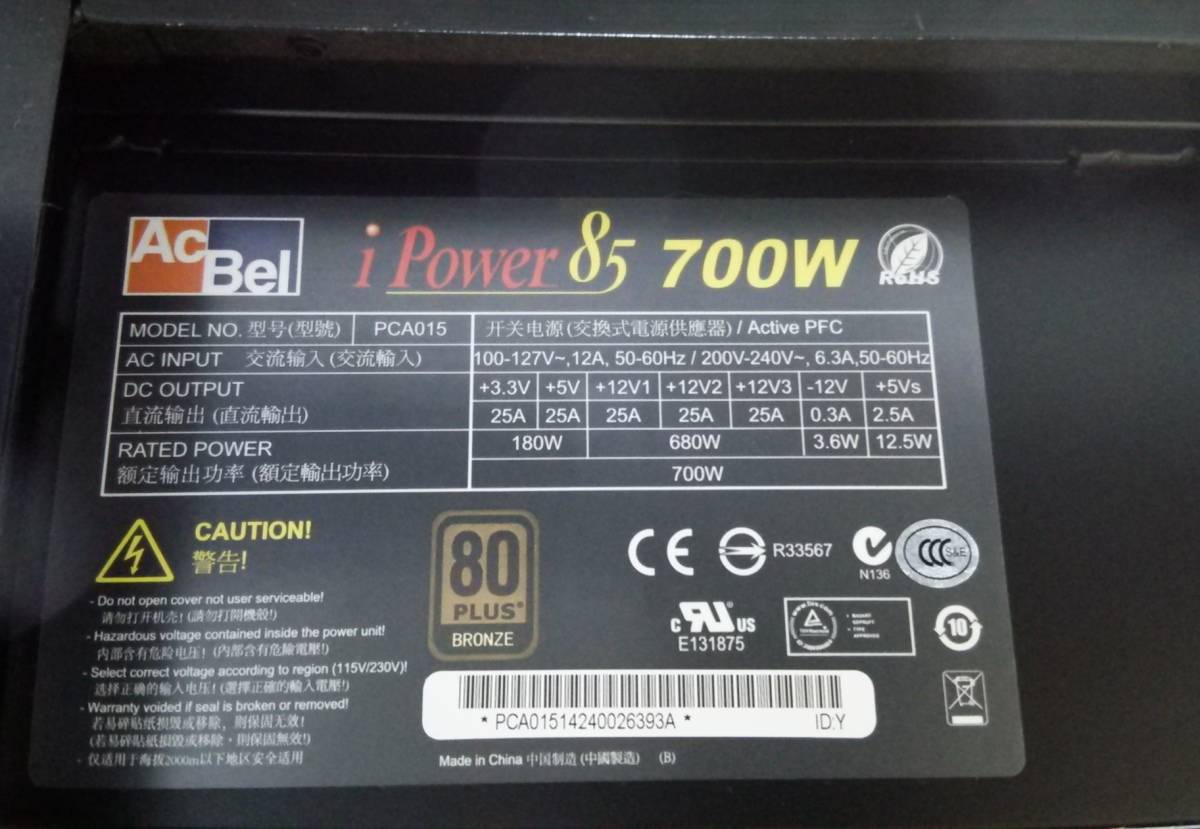 AcBel
i Power 85 700W
RoHS
MODEL NO. 型号(型號) PCA015 开关电源(交換式電源供應器) / Active PFC
AC INPUT 交流输入 (交流輸入) 100-127V~,12A, 50-60Hz / 200V-240V~, 6.3A,50-60Hz
DC OUTPUT +3.3V +5V +12V1 +12V2 +12V3 -12V +5Vs
直流输出 (直流輸出) 25A 25A 25A 25A 25A 0.3A 2.5A
RATED POWER 180W 680W 3.6W 12.5W
额定输出功率 (額定輸出功率) 700W
CAUTION!
警告!
- Do not open cover not user serviceable!
请勿打开机壳! (請勿打開機殼!)
- Hazardous voltage contained inside the power unit!
内部含有危险电压! (內部含有危險電壓!)
- Select correct voltage according to region (115V/230V)!
选择正确的输入电压! (選擇正確的輸入電壓!)
- Warranty voided if seal is broken or removed!
若易碎贴纸损毁或移除，則保固无效!
(若易碎貼紙損毀或移除，則保固無效!)
- 仅适用于海拔2000m以下地区安全适用
80
PLUS®
BRONZE
CE
R33567
N136
CCC S&E
c RU® US
E131875
10
* PCA01514240026393A * ID:Y
Made in China 中国制造 (中國製造) (B)